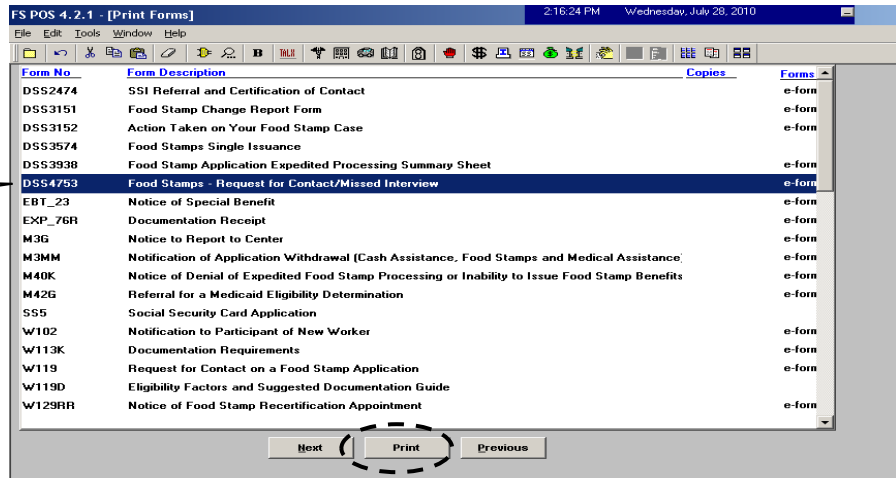 FS POS 4.2.1 - [Print Forms] 2:16:24 PM Wednesday, July 28, 2010
File Edit Tools Window Help
B TALX
Form No Form Description Copies Forms
DSS2474 SSI Referral and Certification of Contact e-form
DSS3151 Food Stamp Change Report Form e-form
DSS3152 Action Taken on Your Food Stamp Case e-form
DSS3574 Food Stamps Single Issuance
DSS3938 Food Stamp Application Expedited Processing Summary Sheet e-form
DSS4753 Food Stamps - Request for Contact/Missed Interview e-form
EBT_23 Notice of Special Benefit e-form
EXP_76R Documentation Receipt e-form
M3G Notice to Report to Center e-form
M3MM Notification of Application Withdrawal (Cash Assistance, Food Stamps and Medical Assistance) e-form
M40K Notice of Denial of Expedited Food Stamp Processing or Inability to Issue Food Stamp Benefits e-form
M42G Referral for a Medicaid Eligibility Determination e-form
SS5 Social Security Card Application
W102 Notification to Participant of New Worker e-form
W113K Documentation Requirements e-form
W119 Request for Contact on a Food Stamp Application e-form
W119D Eligibility Factors and Suggested Documentation Guide
W129RR Notice of Food Stamp Recertification Appointment e-form
Next Print Previous